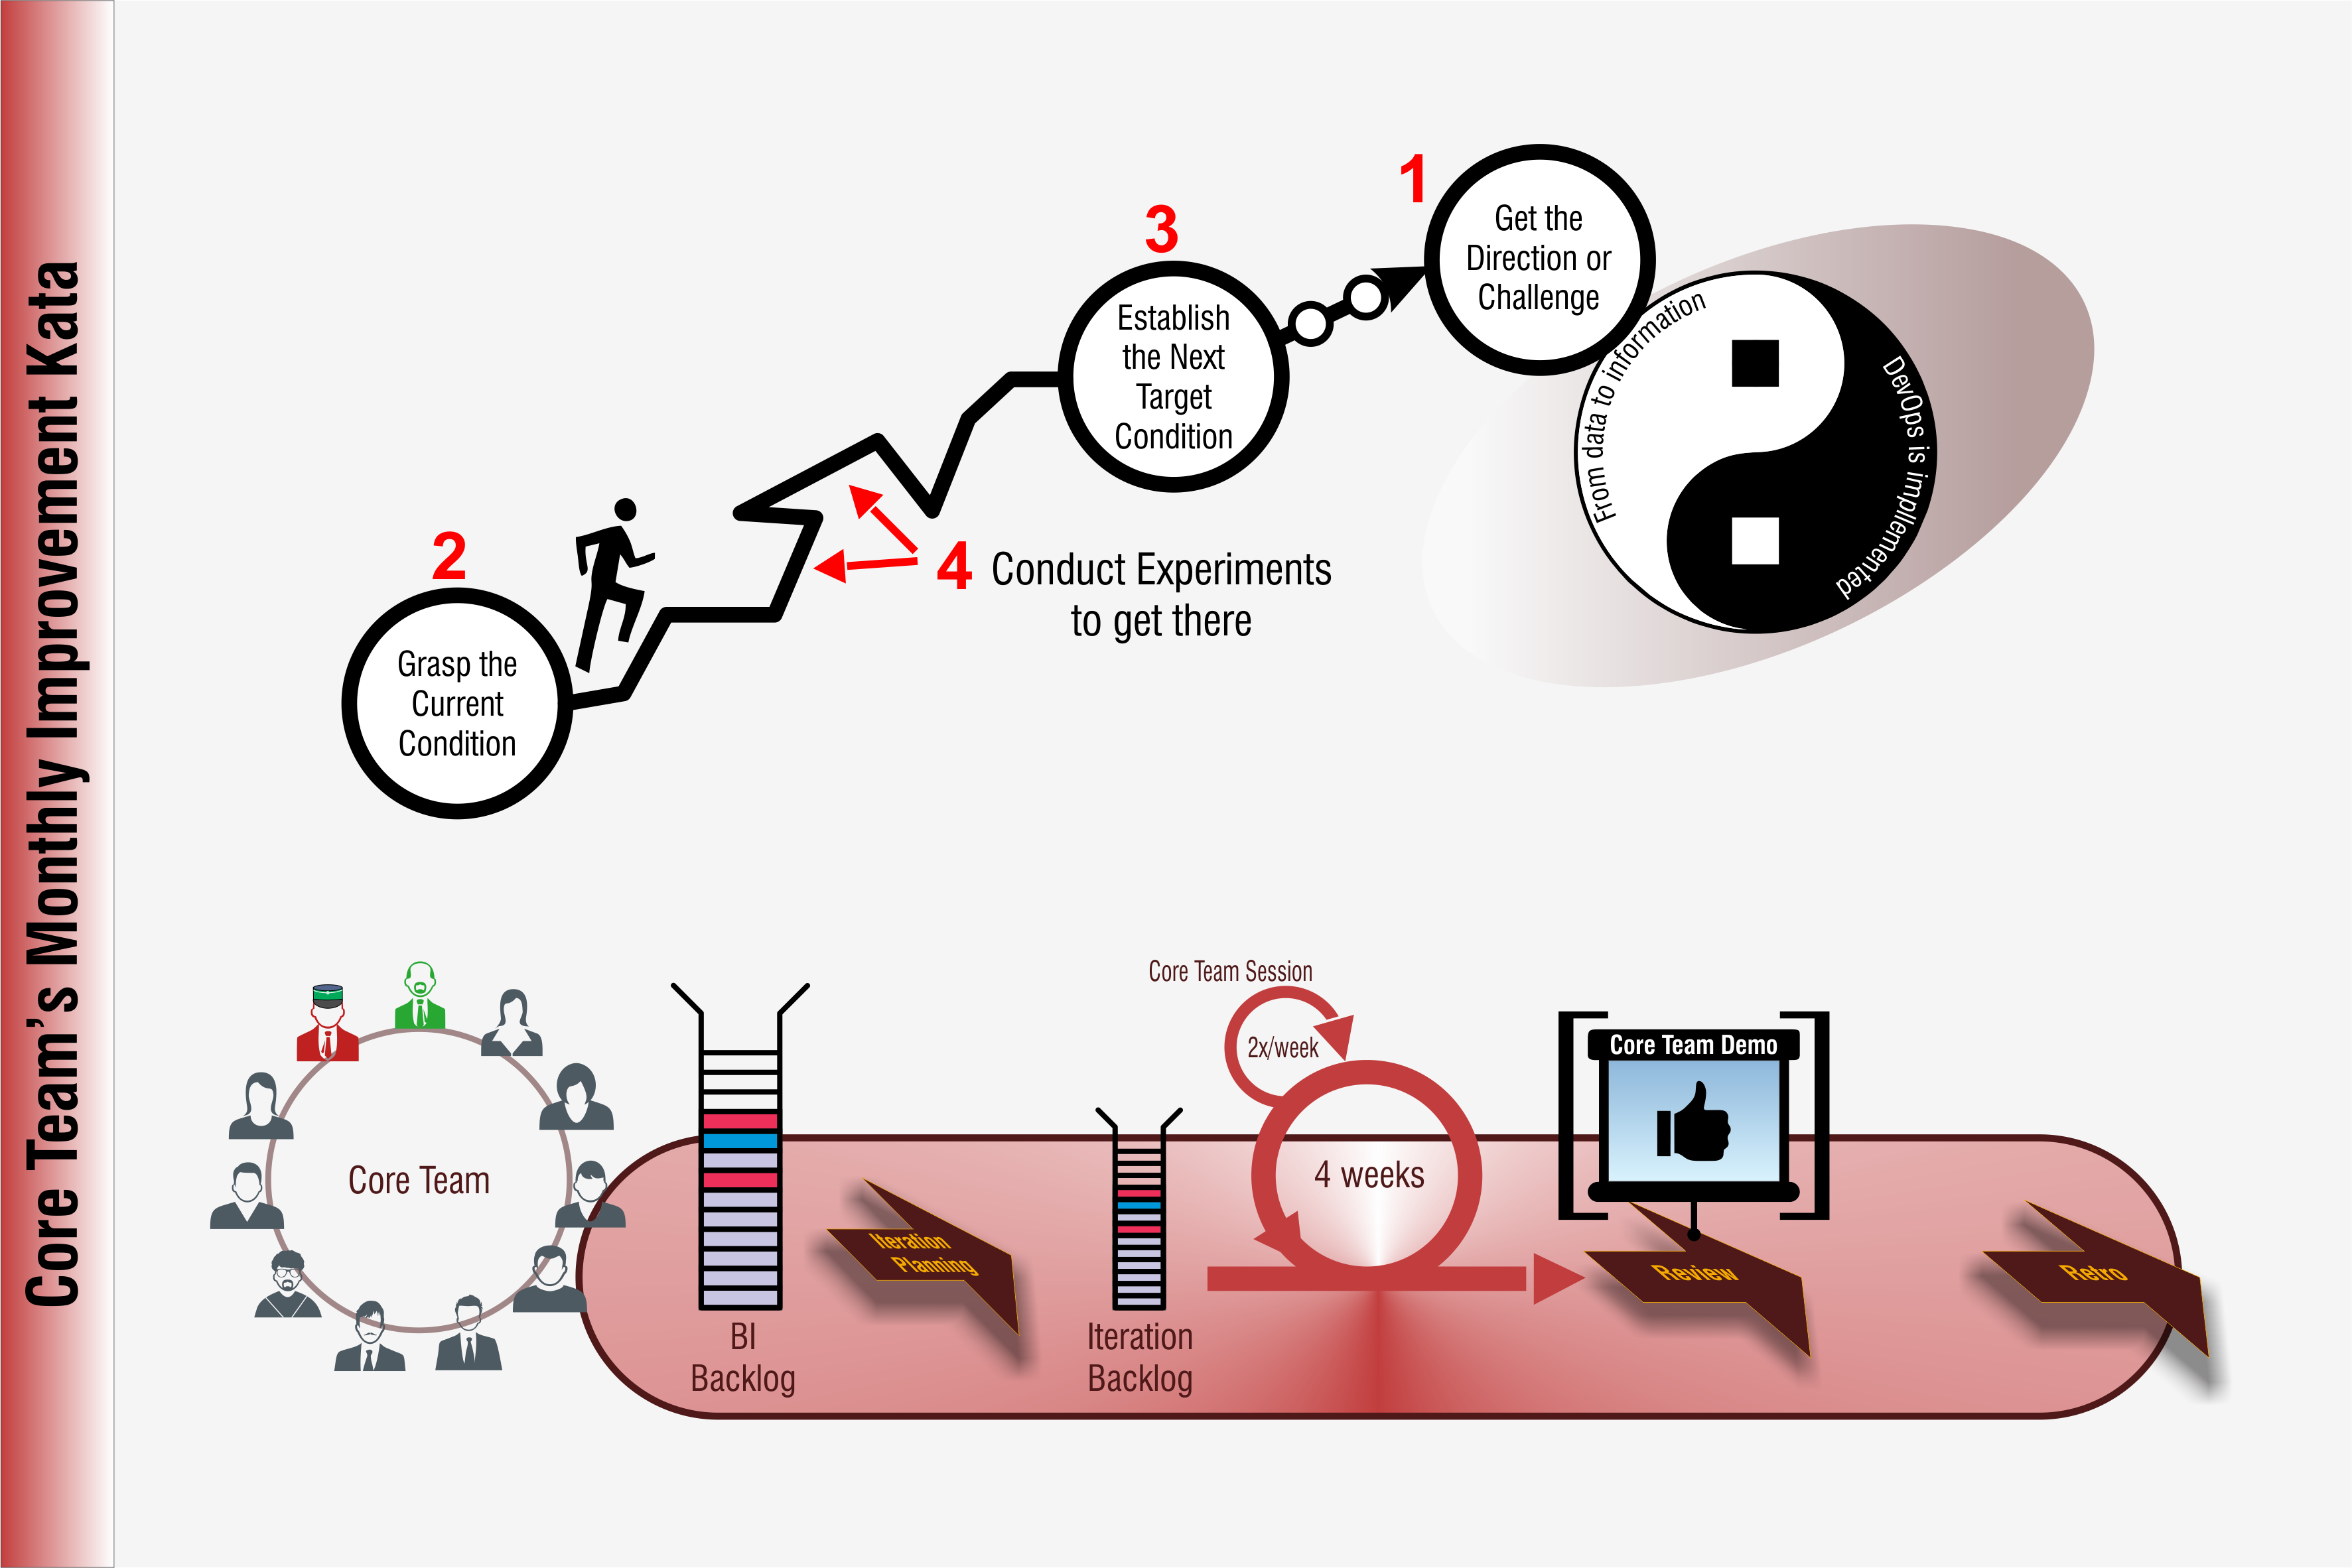 Core Team's Monthly Improvement Kata
1
Get the
Direction or
Challenge
3
Establish
the Next
Target
Condition
From data to information
DevOps is impllemented
2
Grasp the
Current
Condition
4
Conduct Experiments
to get there
Core Team
BI
Backlog
Iteration
Planning
Iteration
Backlog
Core Team Session
2x/week
4 weeks
Core Team Demo
Review
Retro